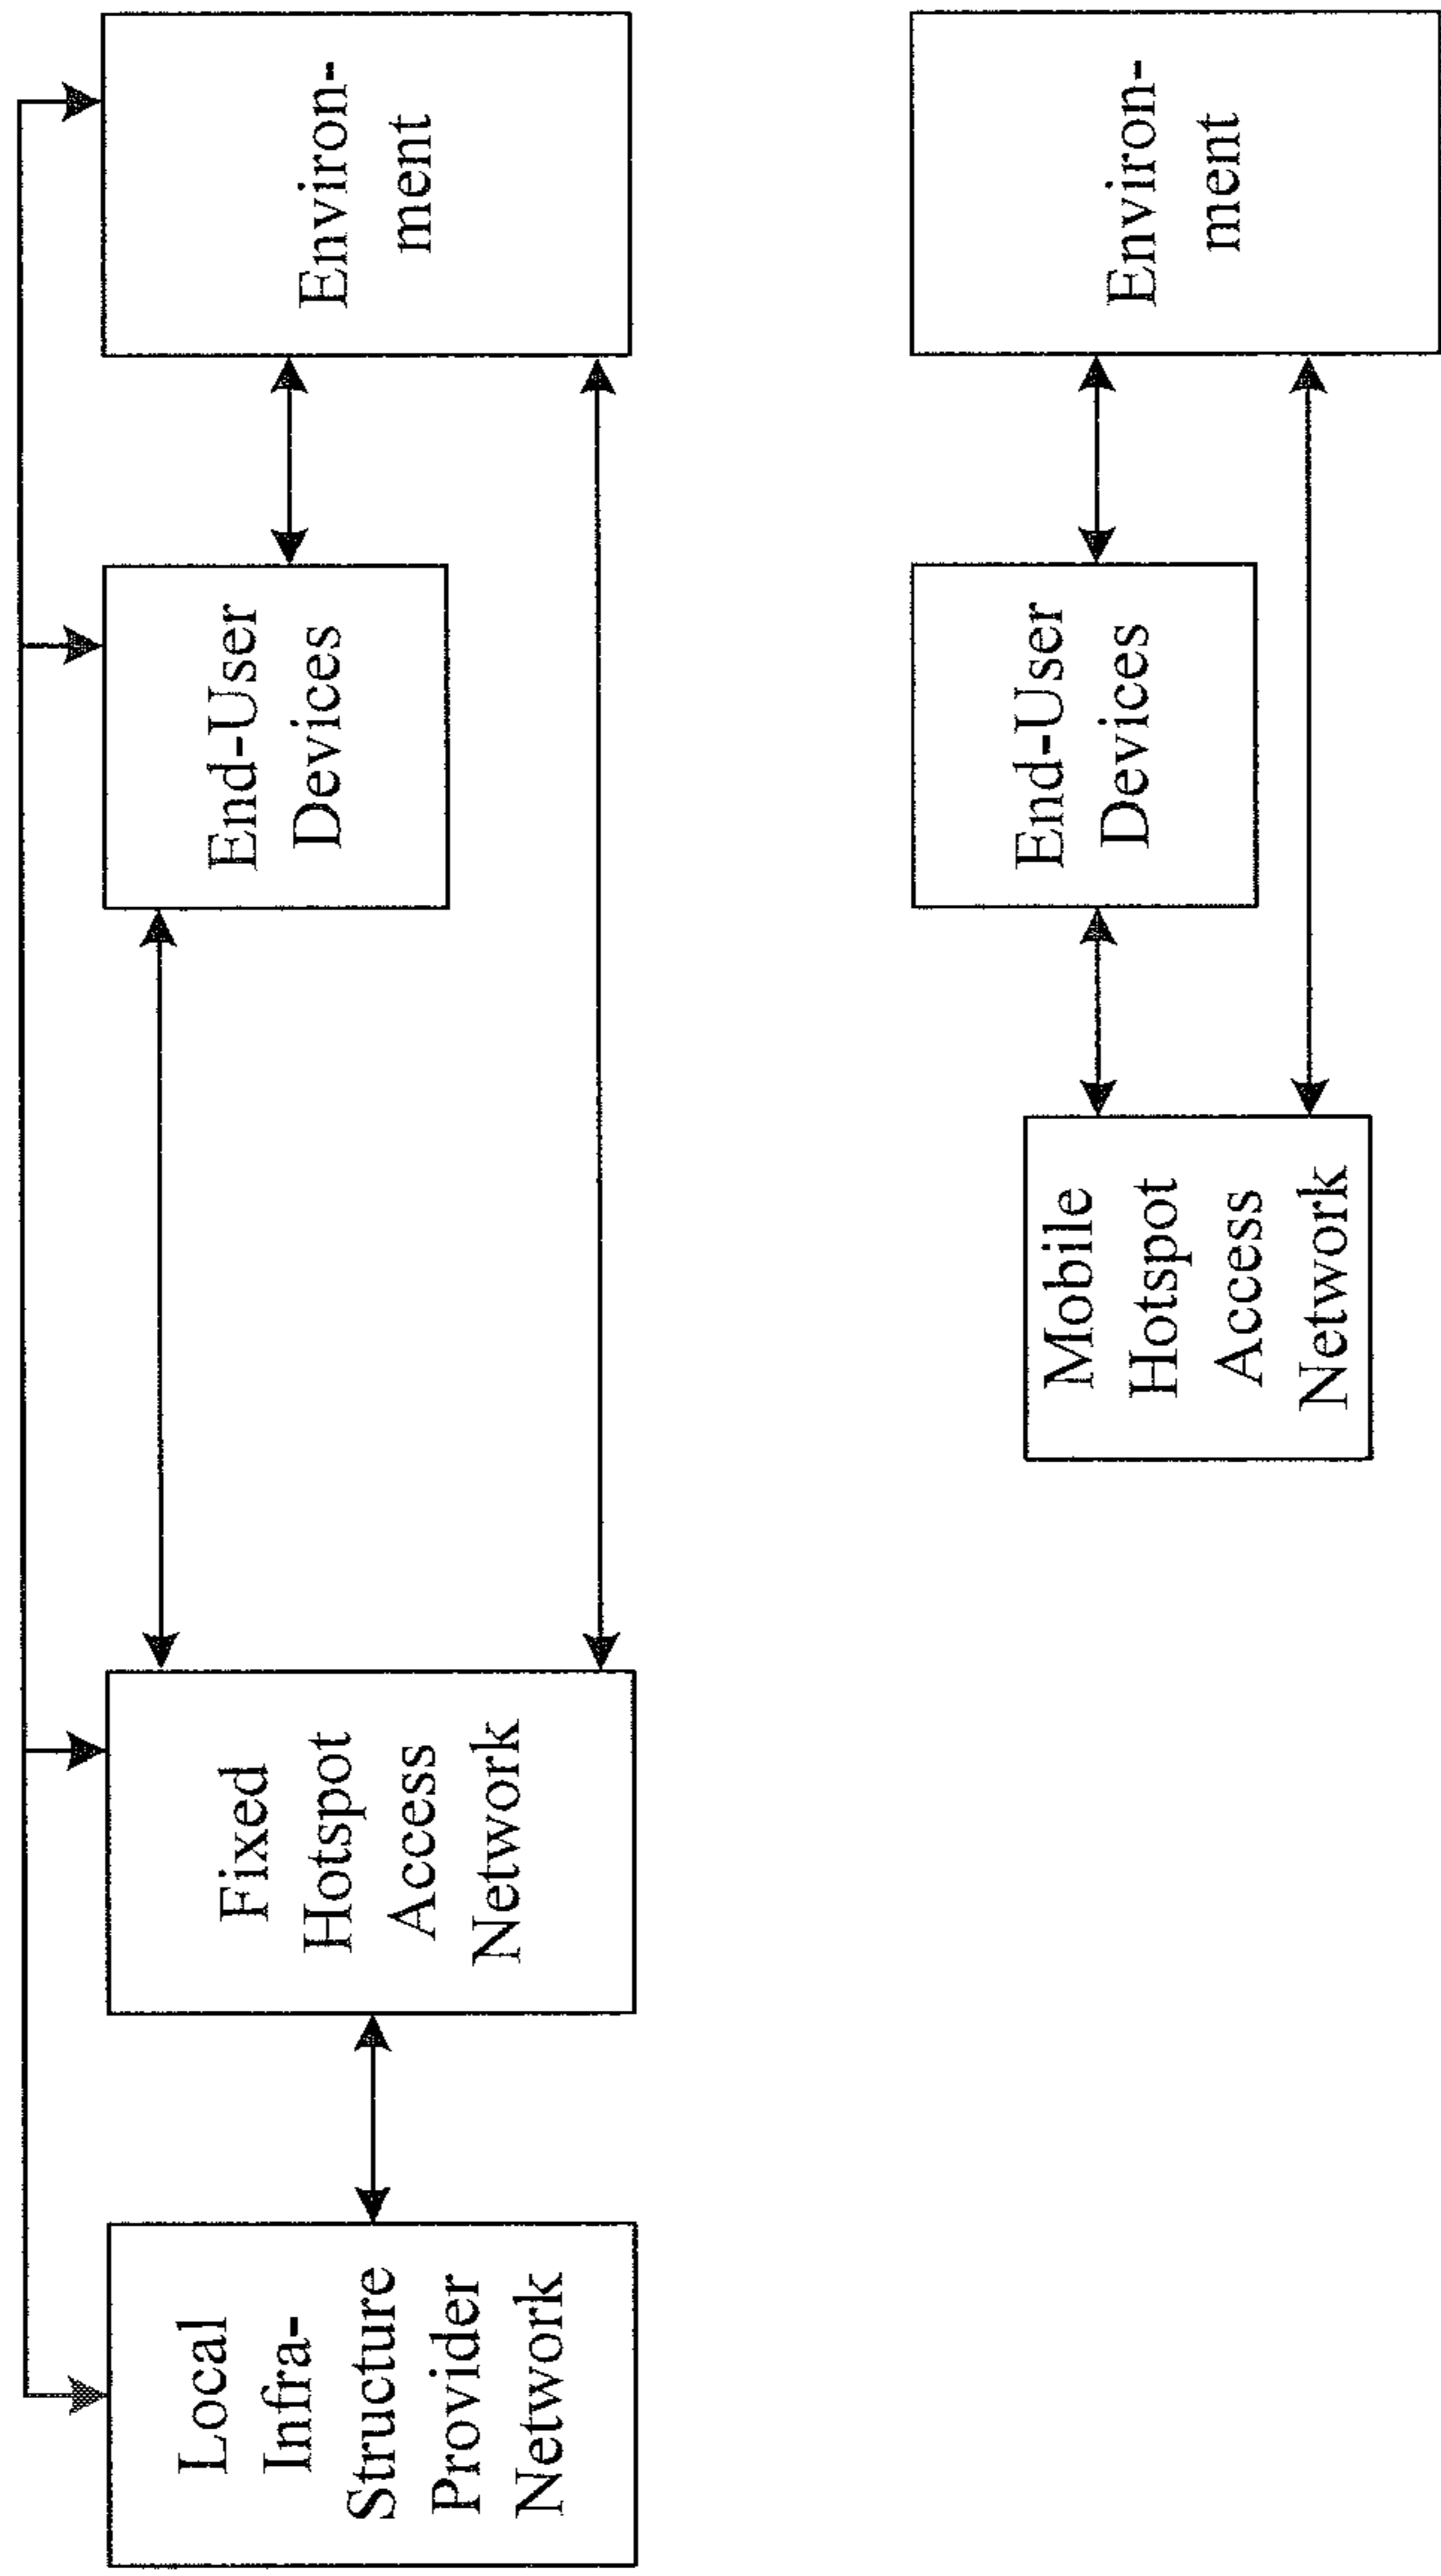 Local
Infra-
Structure
Provider
Network
Fixed
Hotspot
Access
Network
End-User
Devices
Environ-
ment
Mobile
Hotspot
Access
Network
End-User
Devices
Environ-
ment